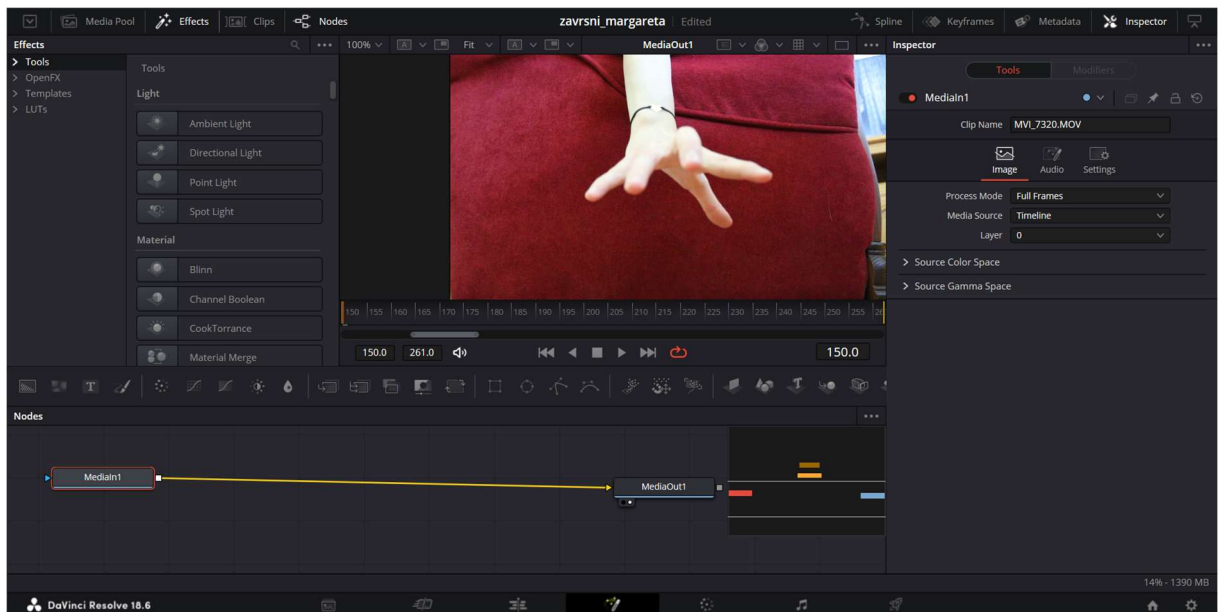 Media Pool Effects Clips Nodes zavrsni_margareta Edited Spline Keyframes Metadata Inspector
Effects 100% Fit MediaOut1 Inspector
Tools
OpenFX
Templates
LUTs
Tools
Light
Ambient Light
Directional Light
Point Light
Spot Light
Material
Blinn
Channel Boolean
CookTorrance
Material Merge
150 155 160 165 170 175 180 185 190 195 200 205 210 215 220 225 230 235 240 245 250 255
150.0 261.0 150.0
Tools Modifiers
MediaIn1
Clip Name MVI_7320.MOV
Image Audio Settings
Process Mode Full Frames
Media Source Timeline
Layer 0
Source Color Space
Source Gamma Space
Nodes
MediaIn1
MediaOut1
14% - 1390 MB
DaVinci Resolve 18.6